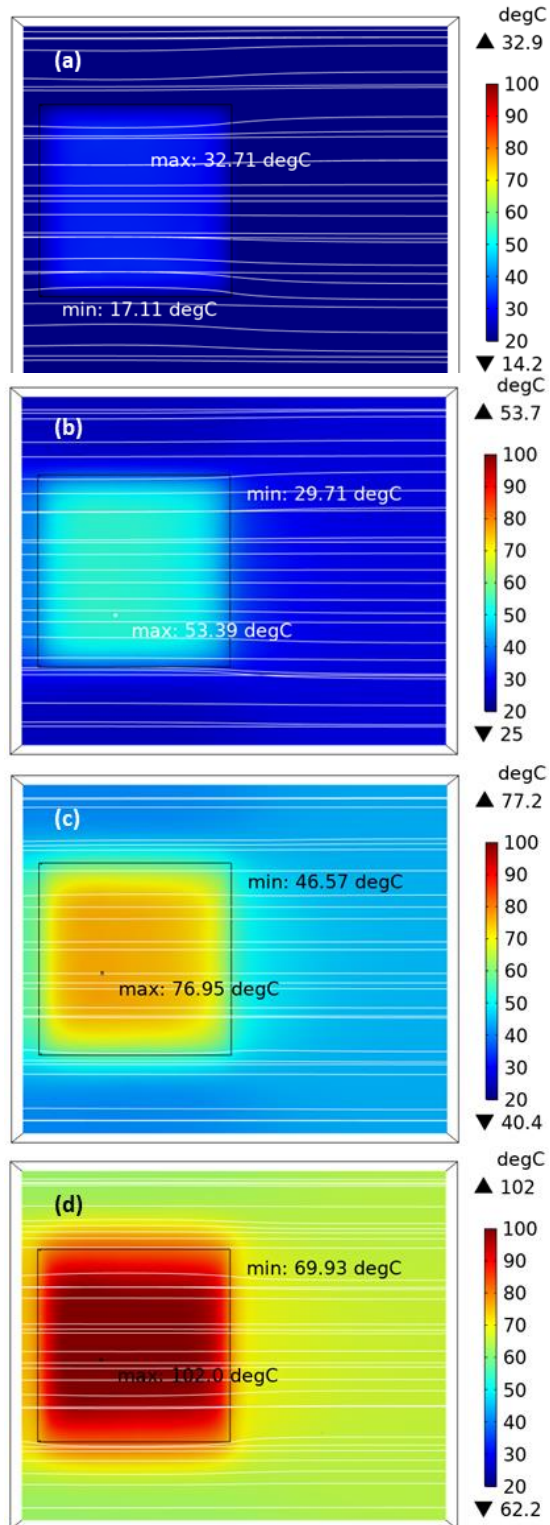 degC
▲ 32.9
(a)
max: 32.71 degC
min: 17.11 degC
100
90
80
70
60
50
40
30
20
▼ 14.2
degC
▲ 53.7
(b)
min: 29.71 degC
max: 53.39 degC
100
90
80
70
60
50
40
30
20
▼ 25
degC
▲ 77.2
(c)
min: 46.57 degC
max: 76.95 degC
100
90
80
70
60
50
40
30
20
▼ 40.4
degC
▲ 102
(d)
min: 69.93 degC
max: 102.0 degC
100
90
80
70
60
50
40
30
20
▼ 62.2